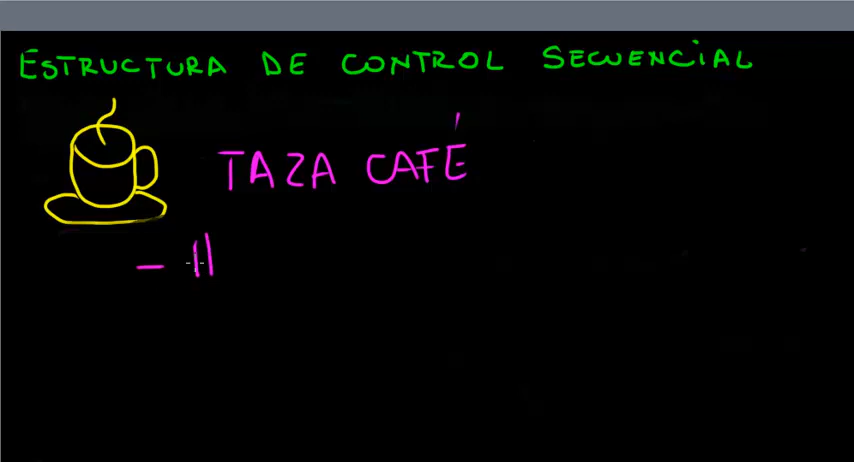 ESTRUCTURA DE CONTROL SECUENCIAL
TAZA CAFÉ
-